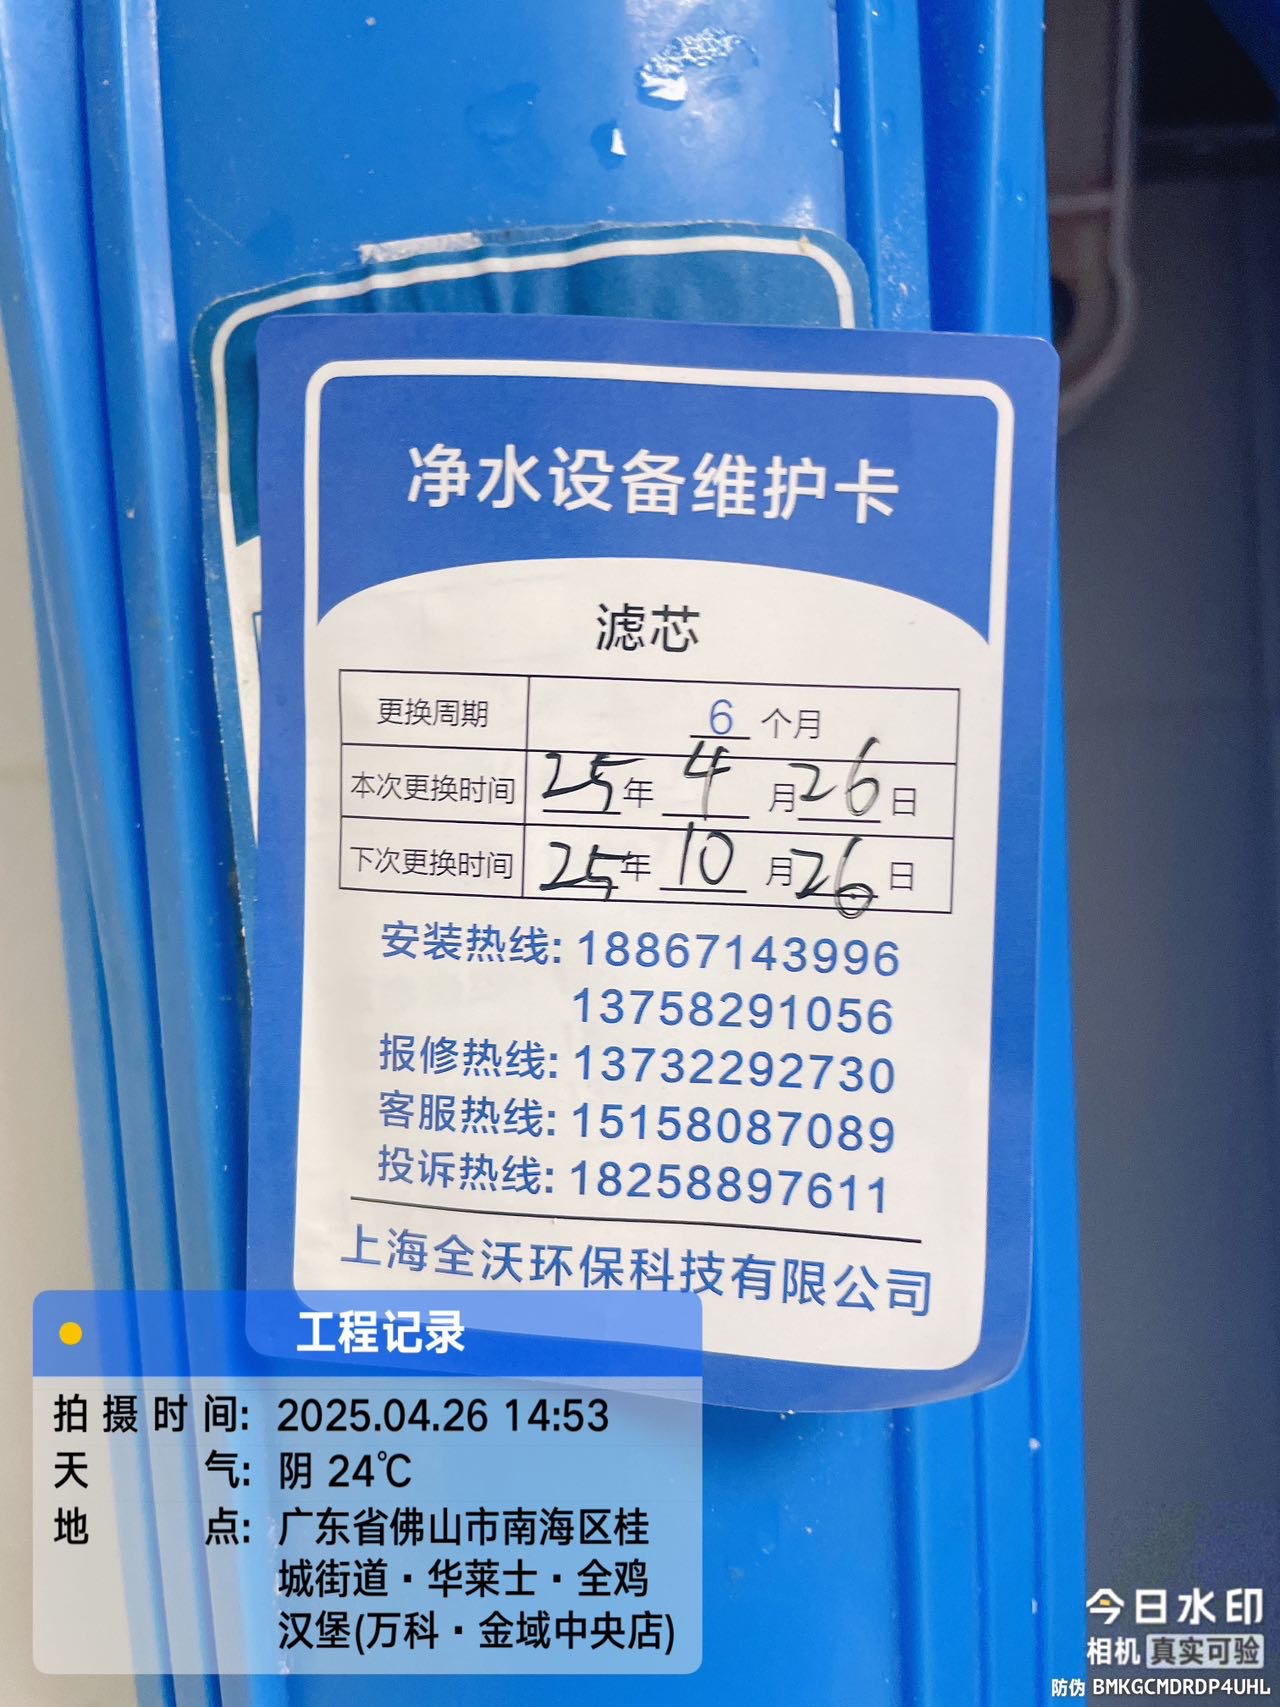 净水设备维护卡
滤芯
更换周期 6 个月
本次更换时间 25年 4 月26日
下次更换时间 25年 10 月26日
安装热线: 18867143996
13758291056
报修热线: 13732292730
客服热线: 15158087089
投诉热线: 18258897611
上海全沃环保科技有限公司
工程记录
拍摄时间: 2025.04.26 14:53
天气: 阴 24℃
地点: 广东省佛山市南海区桂
城街道·华莱士·全鸡
汉堡(万科·金域中央店)
今日水印
相机 真实可验
防伪 BMKGCMDRDP4UHL